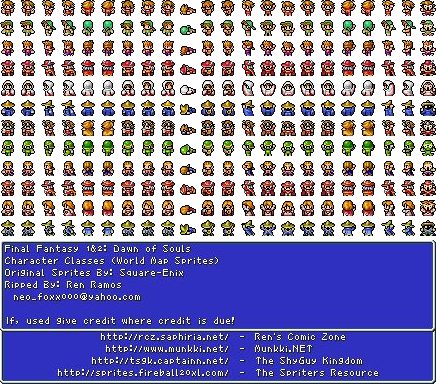 Final Fantasy 1&2: Dawn of Souls
Character Classes (World Map Sprites)
Original Sprites By: Square-Enix
Ripped By: Ren Ramos
neo_foxx000@yahoo.com
If, used give credit where credit is due!
http://rcz.saphiria.net/ - Ren's Comic Zone
http://www.munkki.net/ - Munkki.NET
http://tsgk.captainn.net/ - The ShyGuy Kingdom
http://sprites.fireball20xl.com/ - The Spriters Resource